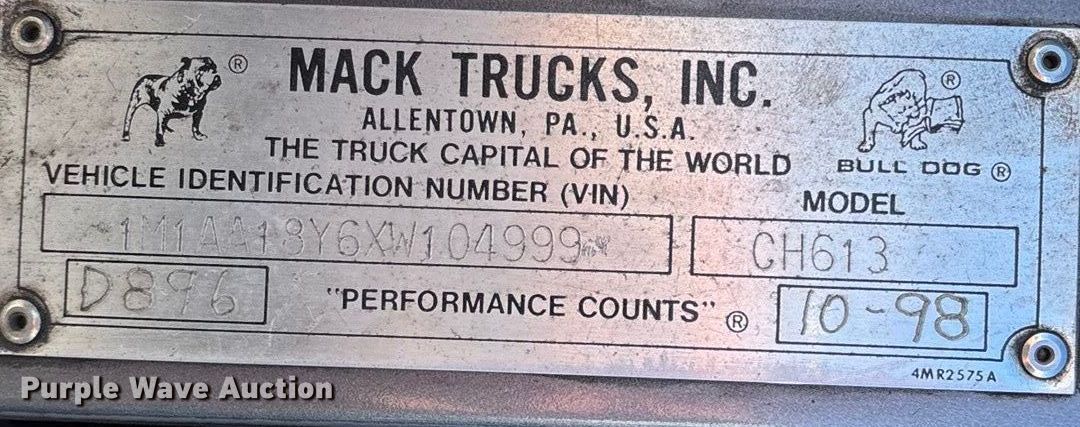 ® MACK TRUCKS, INC. ®
ALLENTOWN, PA., U.S.A.
THE TRUCK CAPITAL OF THE WORLD
BULL DOG ®
VEHICLE IDENTIFICATION NUMBER (VIN)
MODEL
1M1AA18Y6XW104999
CH613
D896
"PERFORMANCE COUNTS" ®
10-98
4MR2575A
Purple Wave Auction